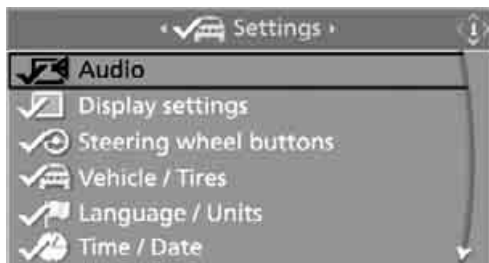 Settings
Audio
Display settings
Steering wheel buttons
Vehicle / Tires
Language / Units
Time / Date